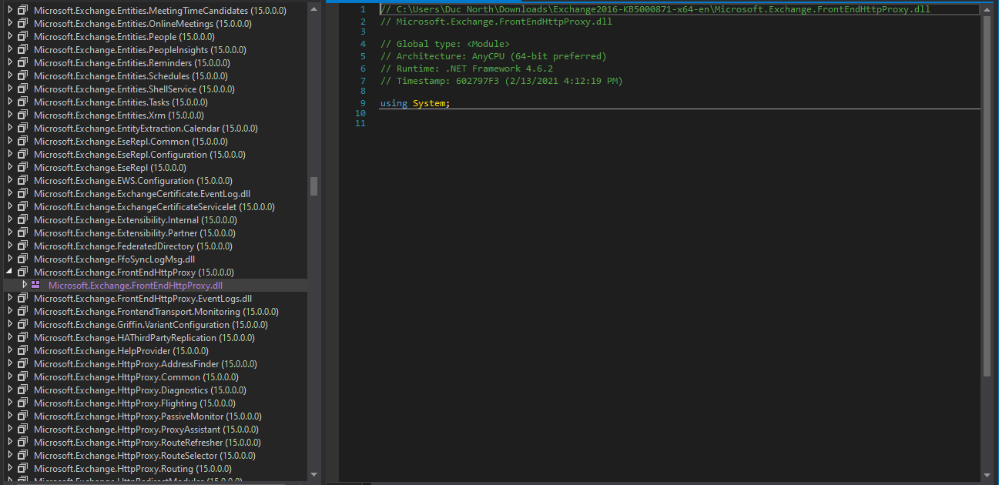 Microsoft.Exchange.Entities.MeetingTimeCandidates (15.0.0.0)
Microsoft.Exchange.Entities.OnlineMeetings (15.0.0.0)
Microsoft.Exchange.Entities.People (15.0.0.0)
Microsoft.Exchange.Entities.PeopleInsights (15.0.0.0)
Microsoft.Exchange.Entities.Reminders (15.0.0.0)
Microsoft.Exchange.Entities.Schedules (15.0.0.0)
Microsoft.Exchange.Entities.ShellService (15.0.0.0)
Microsoft.Exchange.Entities.Tasks (15.0.0.0)
Microsoft.Exchange.Entities.Xrm (15.0.0.0)
Microsoft.Exchange.EntityExtraction.Calendar (15.0.0.0)
Microsoft.Exchange.EseRepl.Common (15.0.0.0)
Microsoft.Exchange.EseRepl.Configuration (15.0.0.0)
Microsoft.Exchange.EseRepl (15.0.0.0)
Microsoft.Exchange.EWS.Configuration (15.0.0.0)
Microsoft.Exchange.ExchangeCertificate.EventLog.dll
Microsoft.Exchange.ExchangeCertificateServicelet (15.0.0.0)
Microsoft.Exchange.Extensibility.Internal (15.0.0.0)
Microsoft.Exchange.Extensibility.Partner (15.0.0.0)
Microsoft.Exchange.FederatedDirectory (15.0.0.0)
Microsoft.Exchange.FfoSyncLogMsg.dll
Microsoft.Exchange.FrontEndHttpProxy (15.0.0.0)
Microsoft.Exchange.FrontEndHttpProxy.dll
Microsoft.Exchange.FrontEndHttpProxy.EventLogs.dll
Microsoft.Exchange.FrontendTransport.Monitoring (15.0.0.0)
Microsoft.Exchange.Griffin.VariantConfiguration (15.0.0.0)
Microsoft.Exchange.HAThirdPartyReplication (15.0.0.0)
Microsoft.Exchange.HelpProvider (15.0.0.0)
Microsoft.Exchange.HttpProxy.AddressFinder (15.0.0.0)
Microsoft.Exchange.HttpProxy.Common (15.0.0.0)
Microsoft.Exchange.HttpProxy.Diagnostics (15.0.0.0)
Microsoft.Exchange.HttpProxy.Flighting (15.0.0.0)
Microsoft.Exchange.HttpProxy.PassiveMonitor (15.0.0.0)
Microsoft.Exchange.HttpProxy.ProxyAssistant (15.0.0.0)
Microsoft.Exchange.HttpProxy.RouteRefresher (15.0.0.0)
Microsoft.Exchange.HttpProxy.RouteSelector (15.0.0.0)
Microsoft.Exchange.HttpProxy.Routing (15.0.0.0)
Microsoft.Exchange.HttpRedirectModules (15.0.0.0)
1 // C:\Users\Duc North\Downloads\Exchange2016-KB5000871-x64-en\Microsoft.Exchange.FrontEndHttpProxy.dll
2 // Microsoft.Exchange.FrontEndHttpProxy.dll
3
4 // Global type: <Module>
5 // Architecture: AnyCPU (64-bit preferred)
6 // Runtime: .NET Framework 4.6.2
7 // Timestamp: 602797F3 (2/13/2021 4:12:19 PM)
8
9 using System;
10
11